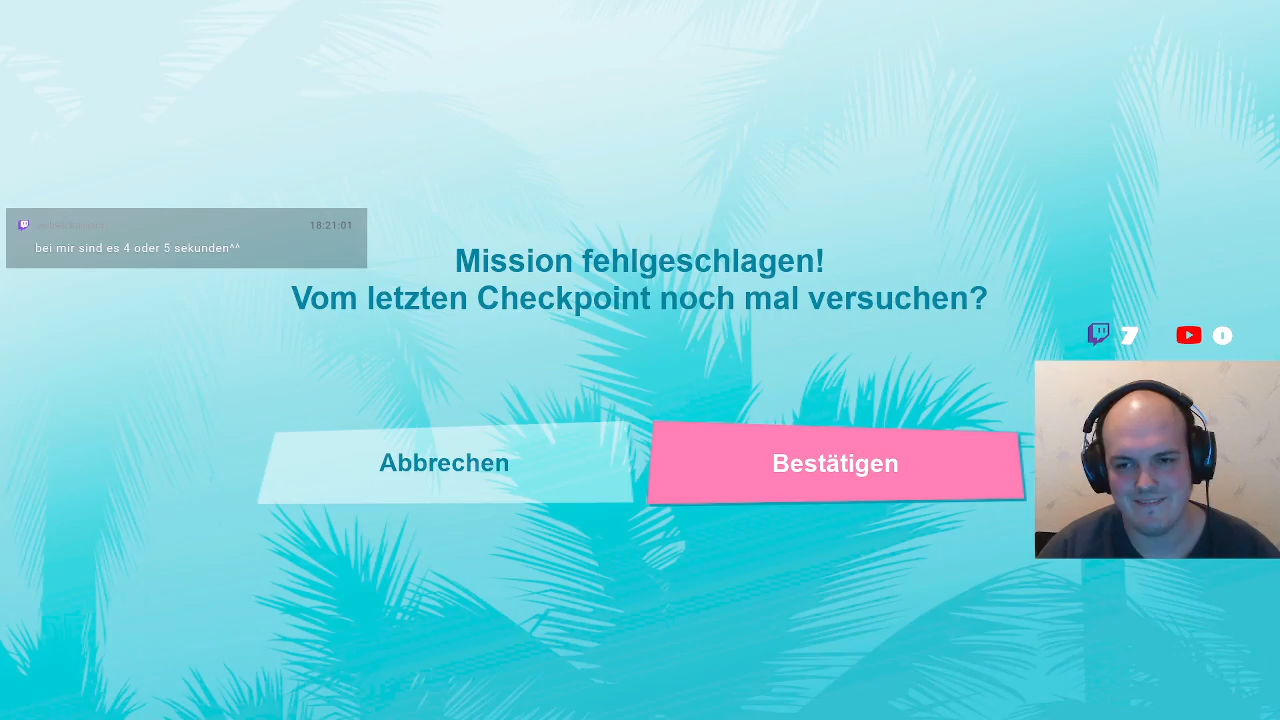 18:21:01
bei mir sind es 4 oder 5 sekunden^^
Mission fehlgeschlagen!
Vom letzten Checkpoint noch mal versuchen?
7
Abbrechen
Bestätigen